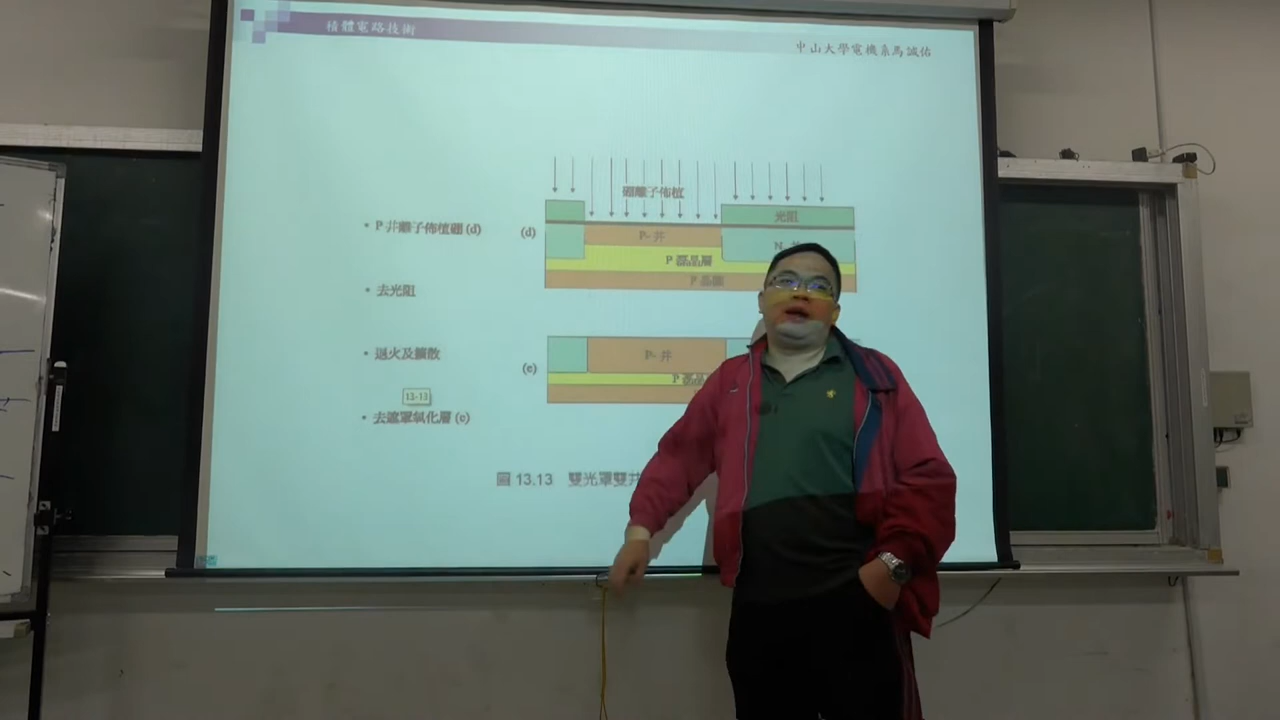 積體電路技術
中山大學電機系馬誠佑
硼離子佈植
光阻
• P 井離子佈植硼 (d)
(d)
P- 井
P 磊晶層
• 去光阻
• 退火及擴散
(e)
P- 井
P 磊晶
13-13
• 去遮罩氧化層 (e)
圖 13.13 雙光罩雙井